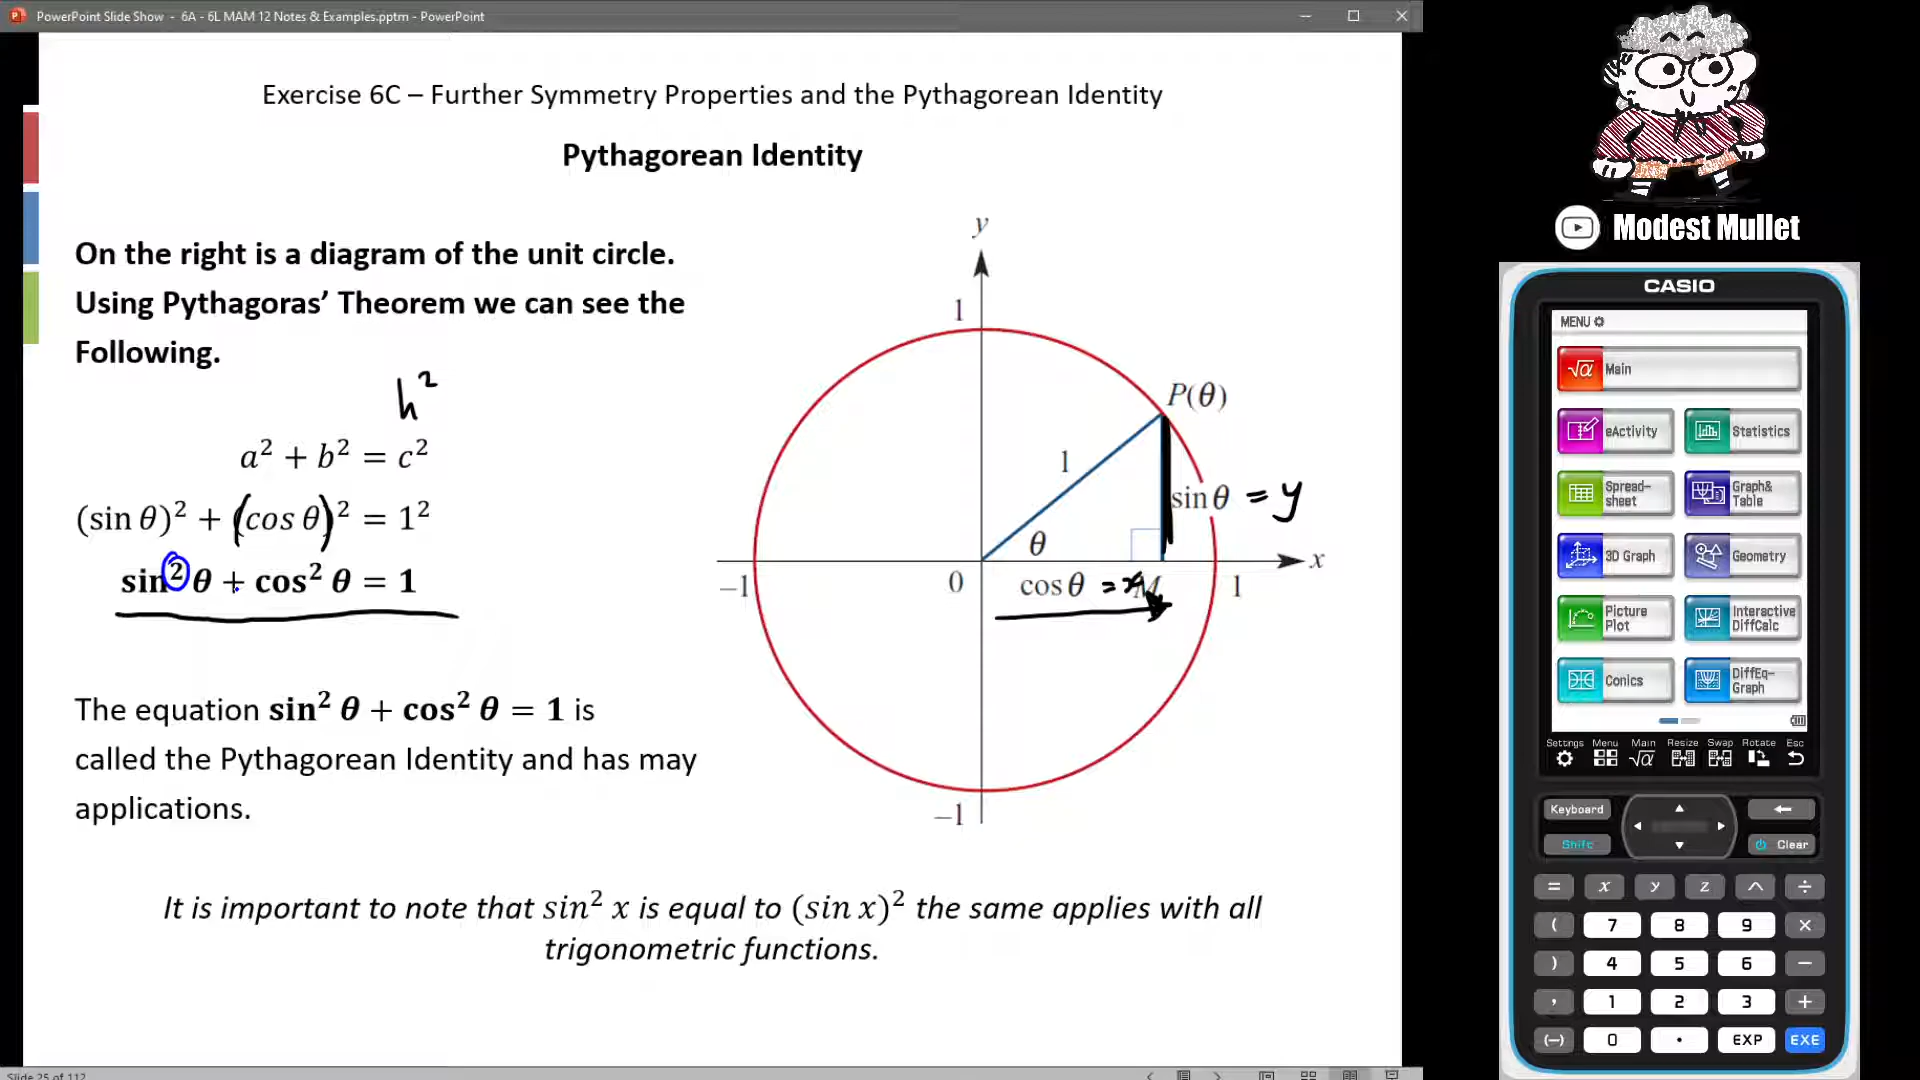 PowerPoint Slide Show - 6A - 6L MAM 12 Notes & Examples.pptm - PowerPoint
Exercise 6C – Further Symmetry Properties and the Pythagorean Identity
Pythagorean Identity
On the right is a diagram of the unit circle.
Using Pythagoras’ Theorem we can see the
Following.
h²
a² + b² = c²
(sin θ)² + (cos θ)² = 1²
sin² θ + cos² θ = 1
The equation sin² θ + cos² θ = 1 is
called the Pythagorean Identity and has may
applications.
It is important to note that sin² x is equal to (sin x)² the same applies with all
trigonometric functions.
y
1
P(θ)
1
sin θ = y
θ
x
–1
0
cos θ = x
M
1
–1
Slide 25 of 112
Modest Mullet
CASIO
MENU
√α Main
eActivity
Statistics
Spread-
sheet
Graph&
Table
3D Graph
Geometry
Picture
Plot
Interactive
DiffCalc
Conics
DiffEq-
Graph
Settings Menu Main Resize Swap Rotate Esc
√α
Keyboard
Shift
Clear
= x y z ^ ÷
( 7 8 9 ×
) 4 5 6 −
, 1 2 3 +
(−) 0 . EXP EXE